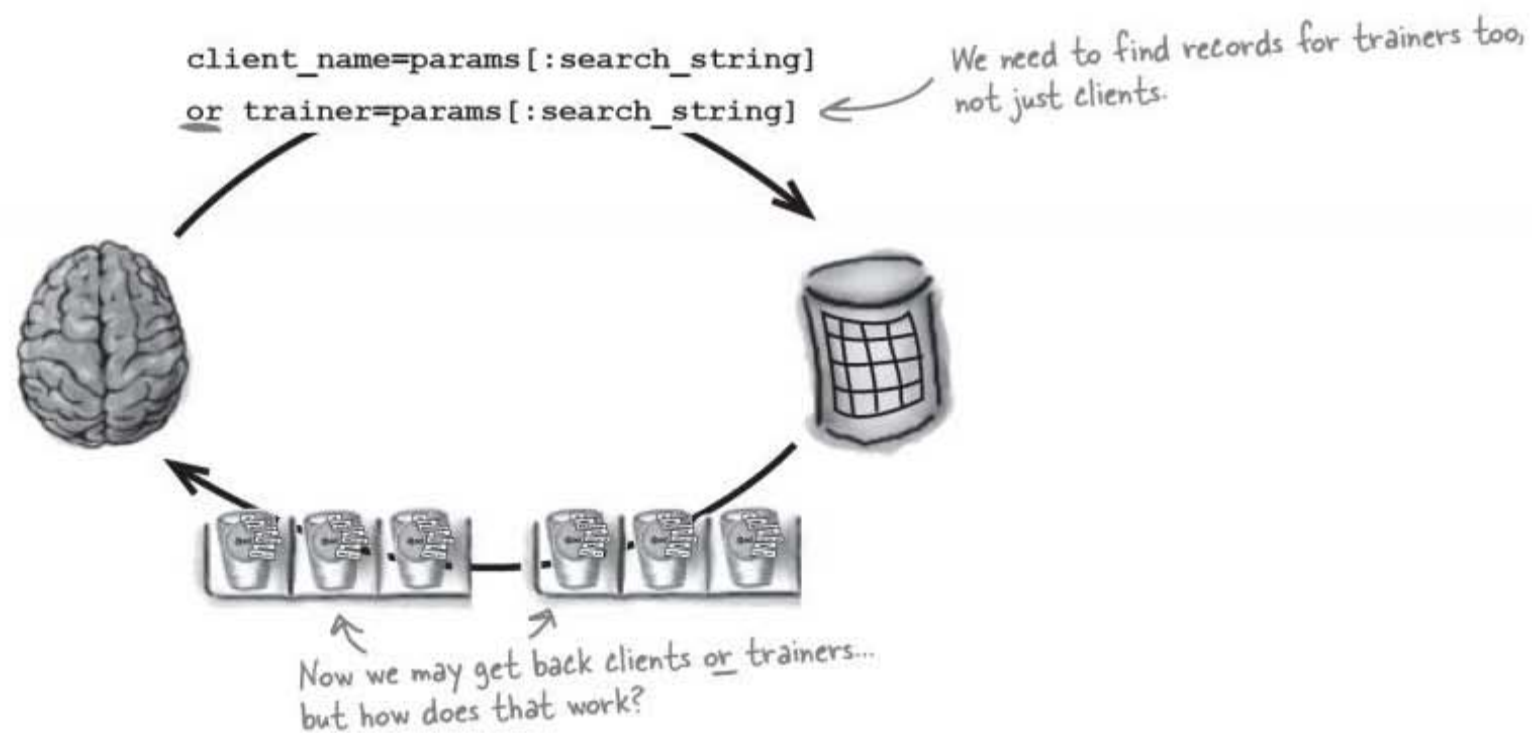 client_name=params[:search_string]
or trainer=params[:search_string]
We need to find records for trainers too,
not just clients.
Now we may get back clients or trainers...
but how does that work?